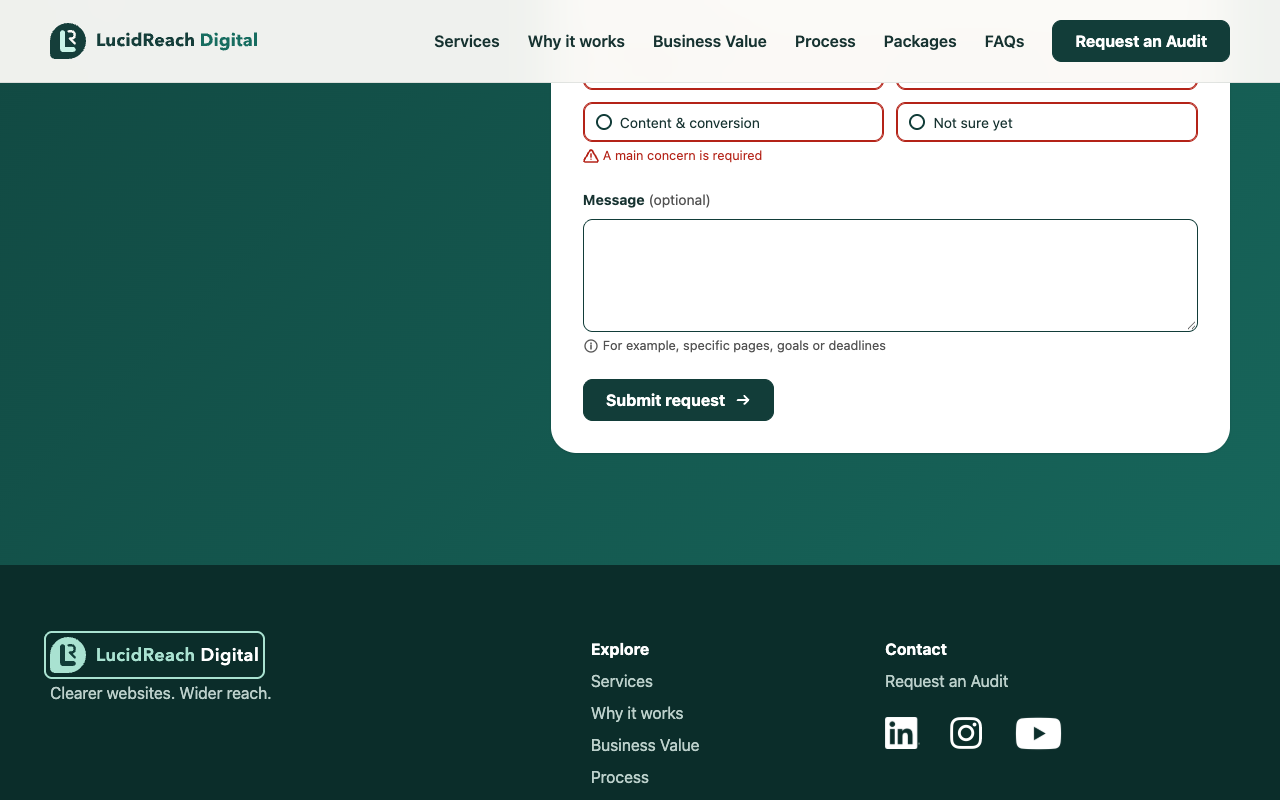 LucidReach Digital
Services Why it works Business Value Process Packages FAQs Request an Audit
Content & conversion
Not sure yet
A main concern is required
Message (optional)
For example, specific pages, goals or deadlines
Submit request →
LucidReach Digital
Clearer websites. Wider reach.
Explore
Services
Why it works
Business Value
Process
Contact
Request an Audit